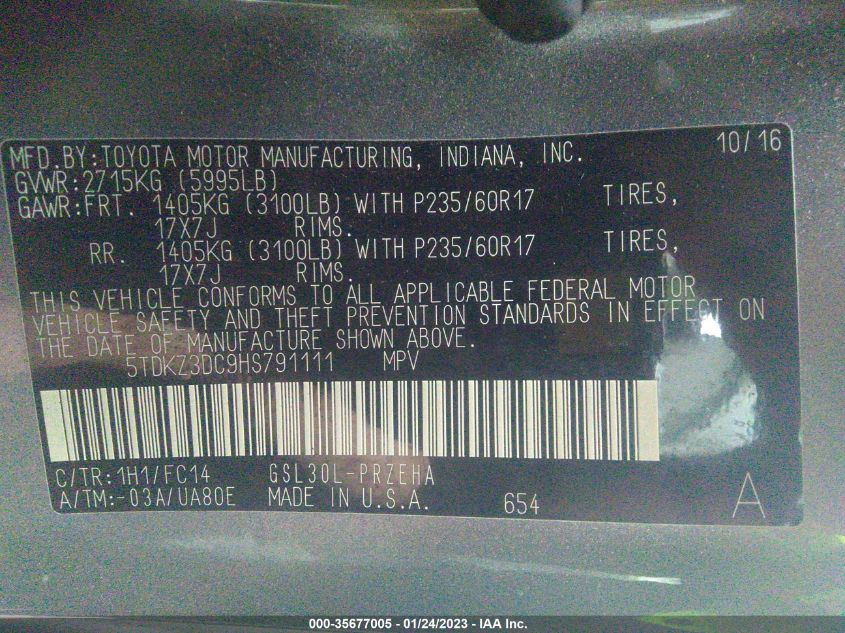 10/16
MFD.BY:TOYOTA MOTOR MANUFACTURING, INDIANA, INC.
GVWR:2715KG (5995LB)
GAWR:FRT. 1405KG (3100LB) WITH P235/60R17 TIRES,
17X7J RIMS.
RR. 1405KG (3100LB) WITH P235/60R17 TIRES,
17X7J RIMS.
THIS VEHICLE CONFORMS TO ALL APPLICABLE FEDERAL MOTOR
VEHICLE SAFETY AND THEFT PREVENTION STANDARDS IN EFFECT ON
THE DATE OF MANUFACTURE SHOWN ABOVE.
5TDKZ3DC9HS791111 MPV
C/TR:1H1/FC14 GSL30L-PRZEHA
A/TM:-03A/UA80E MADE IN U.S.A. 654 A
000-35677005 - 01/24/2023 - IAA Inc.